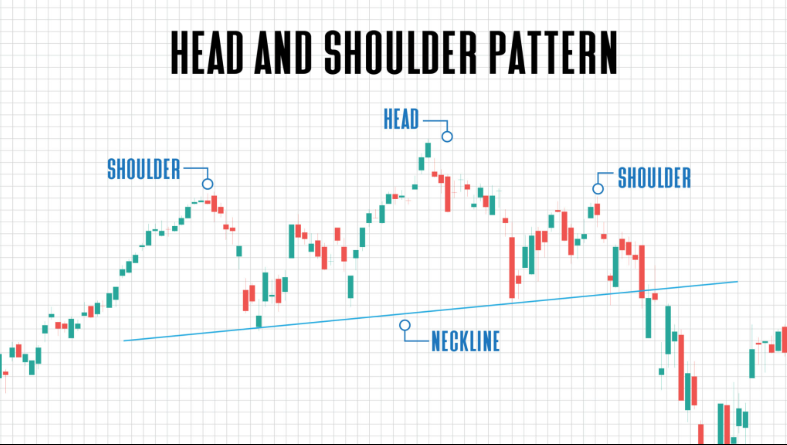 HEAD AND SHOULDER PATTERN
HEAD
SHOULDER
SHOULDER
NECKLINE